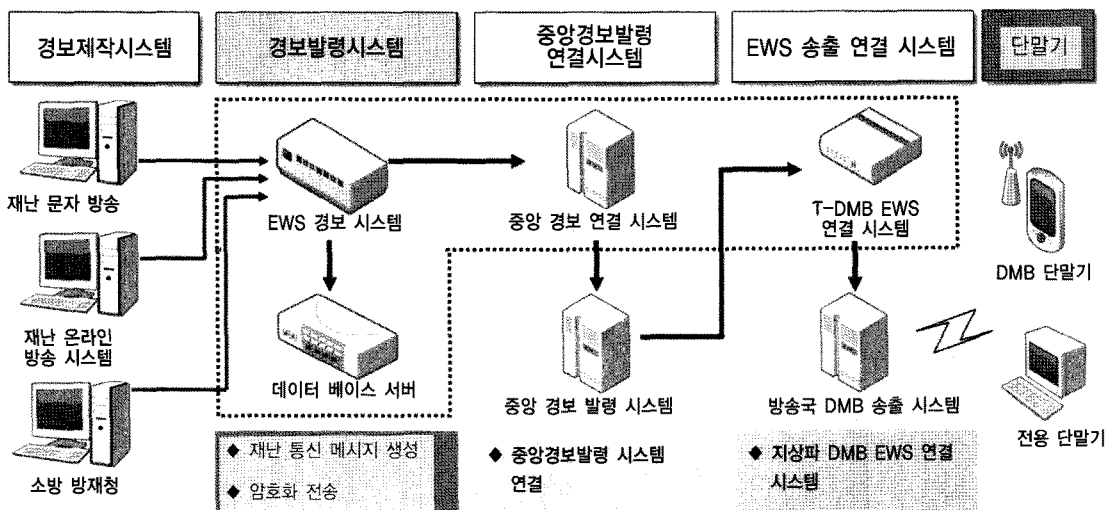 경보제작시스템
경보발령시스템
중앙경보발령
연결시스템
EWS 송출 연결 시스템
단말기
재난 문자 방송
EWS 경보 시스템
중앙 경보 연결 시스템
T-DMB EWS
연결 시스템
DMB 단말기
재난 온라인
방송 시스템
데이터 베이스 서버
중앙 경보 발령 시스템
방송국 DMB 송출 시스템
전용 단말기
소방 방재청
◆ 재난 통신 메시지 생성
◆ 암호화 전송
◆ 중앙경보발령 시스템
연결
◆ 지상파 DMB EWS 연결
시스템